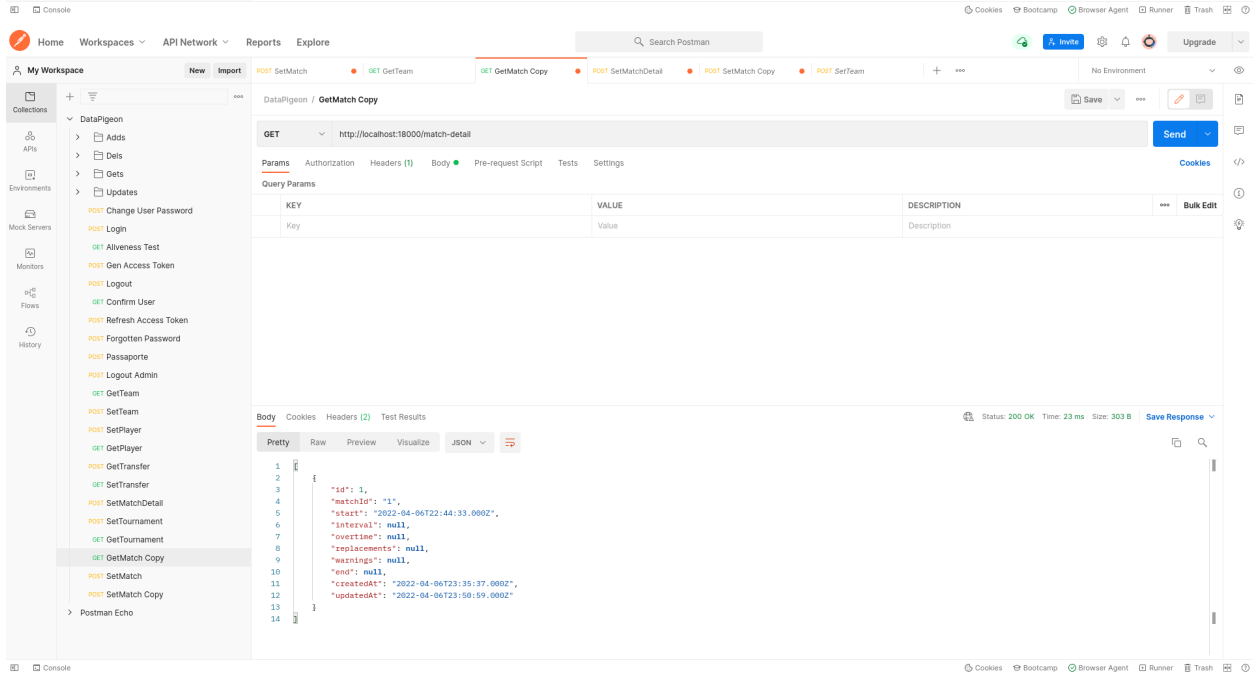 Console
Cookies Bootcamp Browser Agent Runner Trash
Home Workspaces API Network Reports Explore
Search Postman
Invite Upgrade
My Workspace New Import
POST SetMatch GET GetTeam GET GetMatch Copy POST SetMatchDetail POST SetMatch Copy POST SetTeam
No Environment
Collections
APIs
Environments
Mock Servers
Monitors
Flows
History
DataPigeon
Adds
Dels
Gets
Updates
POST Change User Password
POST Login
GET Aliveness Test
POST Gen Access Token
POST Logout
GET Confirm User
POST Refresh Access Token
POST Forgotten Password
POST Passaporte
POST Logout Admin
GET GetTeam
POST SetTeam
POST SetPlayer
GET GetPlayer
POST GetTransfer
GET SetTransfer
POST SetMatchDetail
POST SetTournament
GET GetTournament
GET GetMatch Copy
POST SetMatch
POST SetMatch Copy
Postman Echo
DataPigeon / GetMatch Copy
Save
GET http://localhost:18000/match-detail
Send
Params Authorization Headers (1) Body Pre-request Script Tests Settings
Cookies
Query Params
KEY VALUE DESCRIPTION
Bulk Edit
Key Value Description
Body Cookies Headers (2) Test Results
Status: 200 OK Time: 23 ms Size: 303 B Save Response
Pretty Raw Preview Visualize JSON
1 [
2 {
3 "id": 1,
4 "matchId": "1",
5 "start": "2022-04-06T22:44:33.000Z",
6 "interval": null,
7 "overtime": null,
8 "replacements": null,
9 "warnings": null,
10 "end": null,
11 "createdAt": "2022-04-06T23:35:37.000Z",
12 "updatedAt": "2022-04-06T23:50:59.000Z"
13 }
14 ]
Console
Cookies Bootcamp Browser Agent Runner Trash